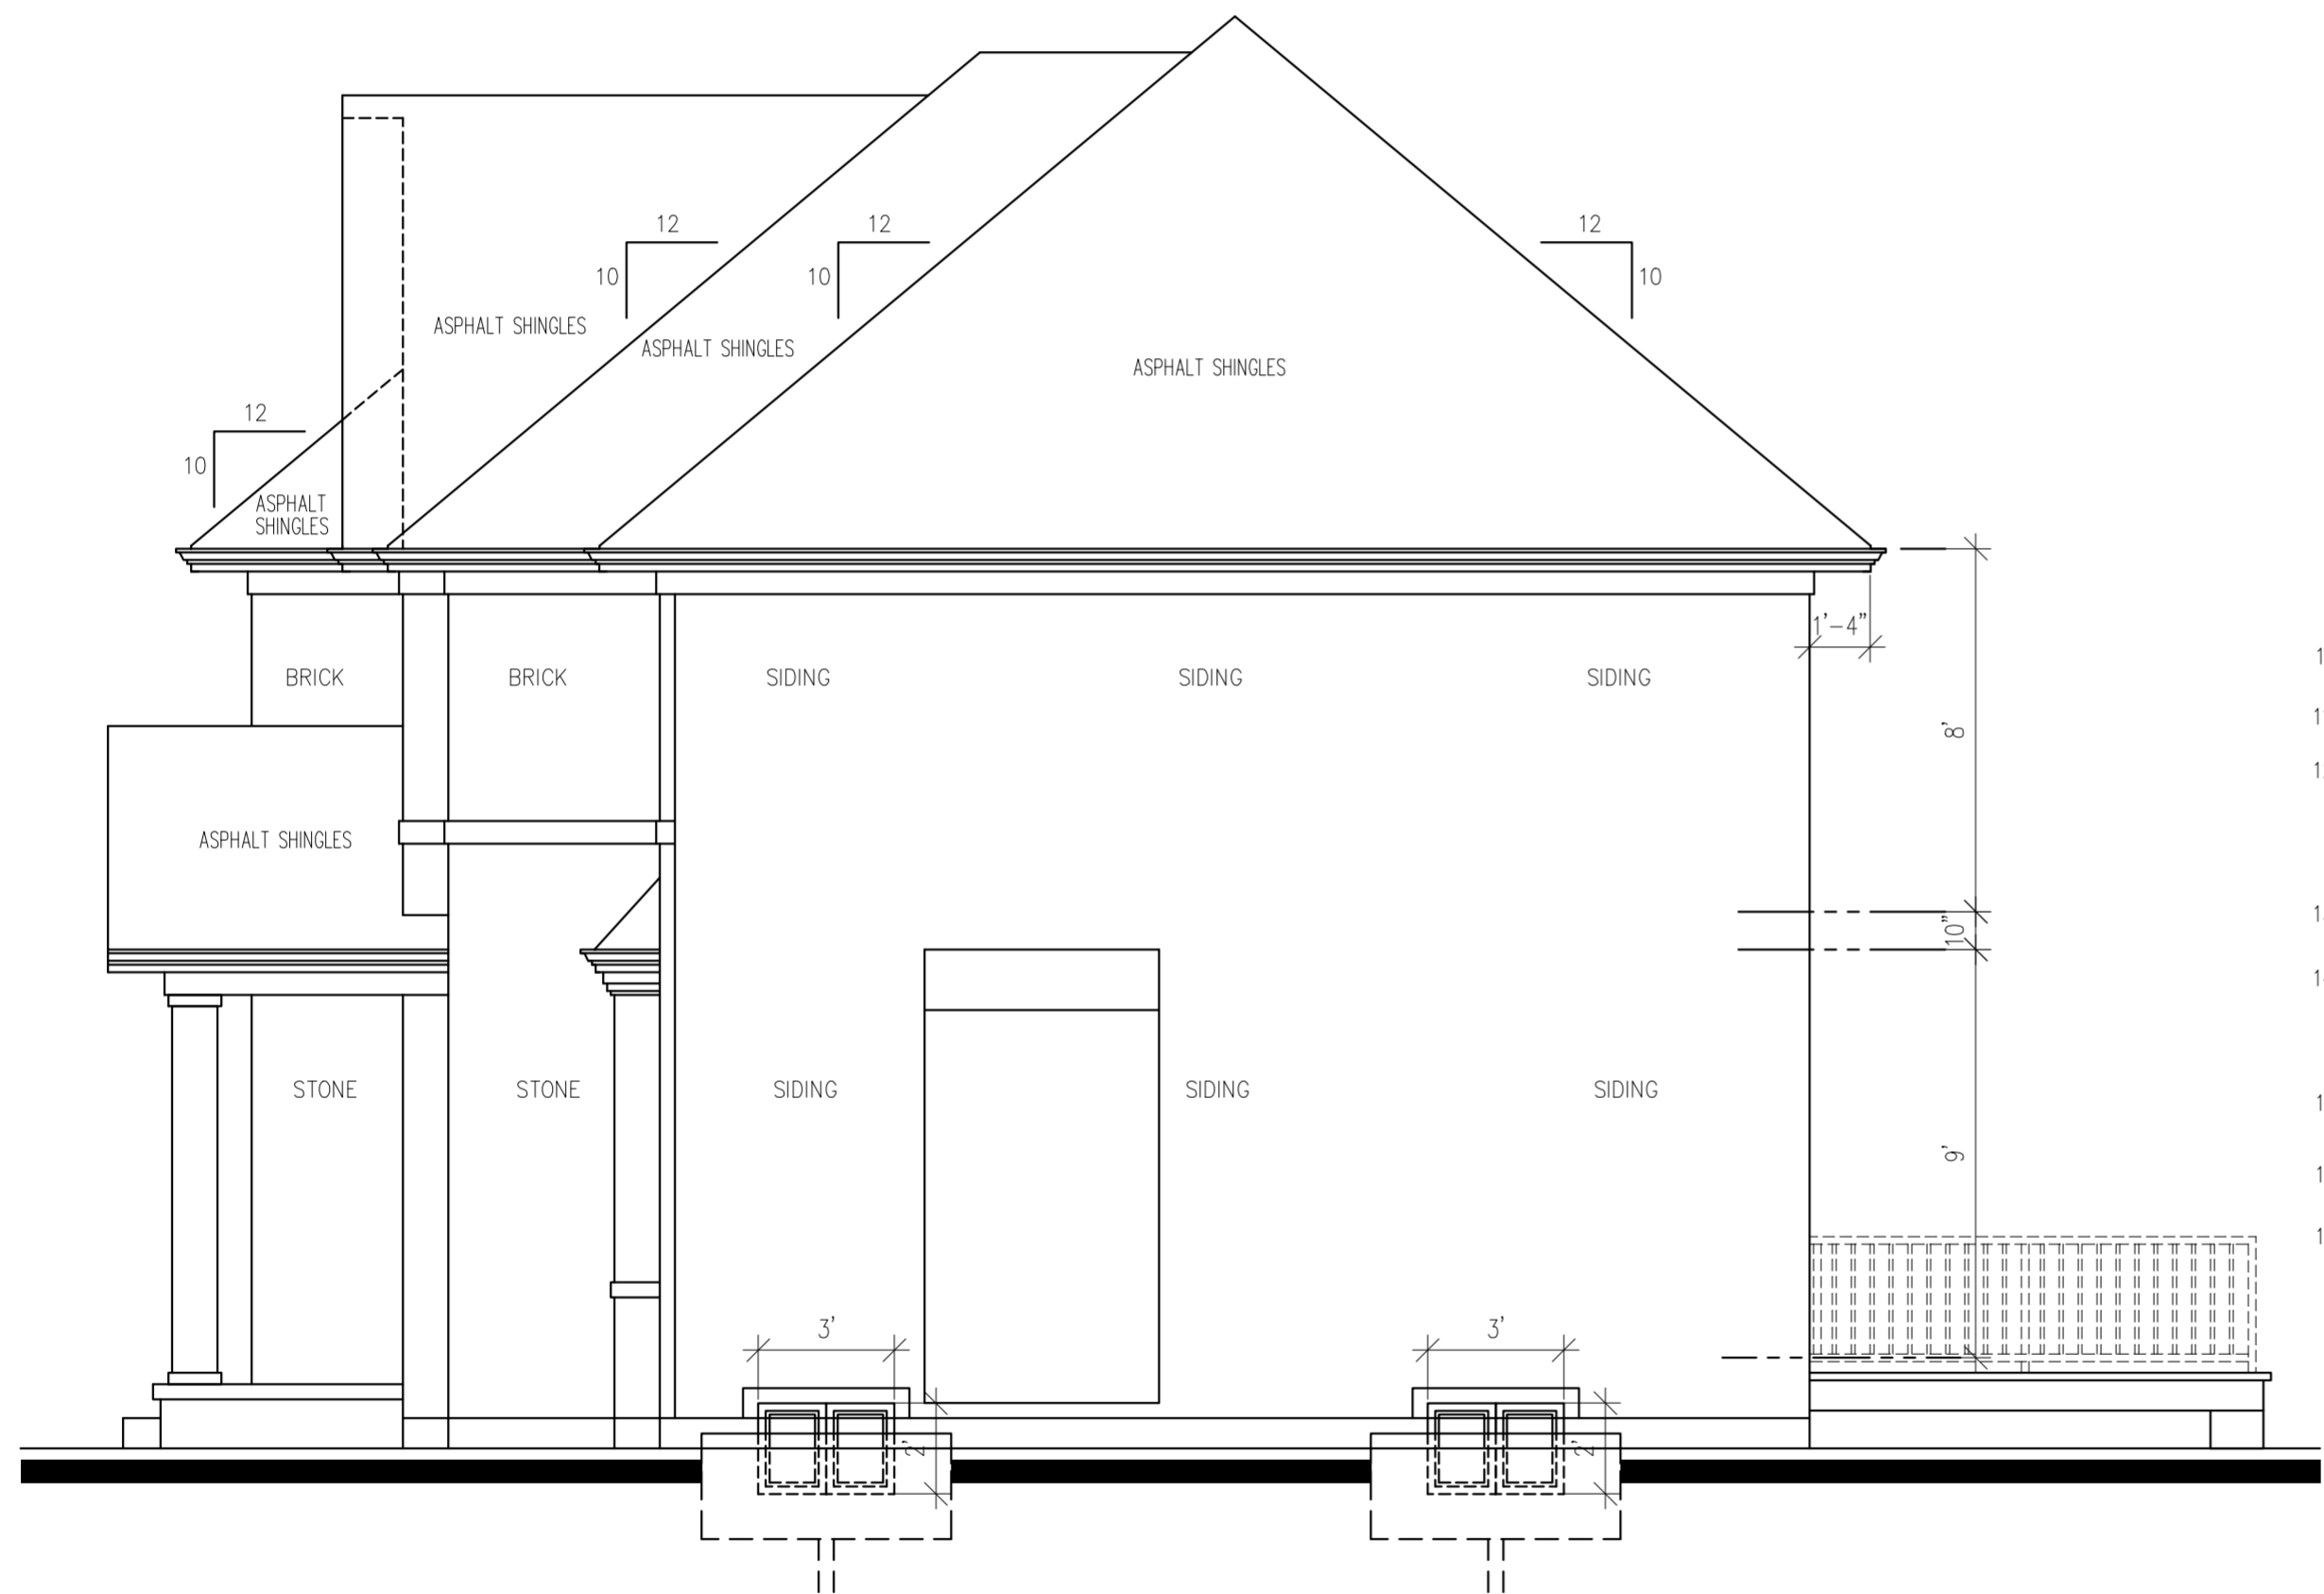 12
12
12
10
10
10
ASPHALT SHINGLES
ASPHALT SHINGLES
ASPHALT SHINGLES
12
10
ASPHALT
SHINGLES
1'-4"
BRICK
BRICK
SIDING
SIDING
SIDING
8'
ASPHALT SHINGLES
10"
STONE
STONE
SIDING
SIDING
SIDING
9'
3'
3'
2'
2'